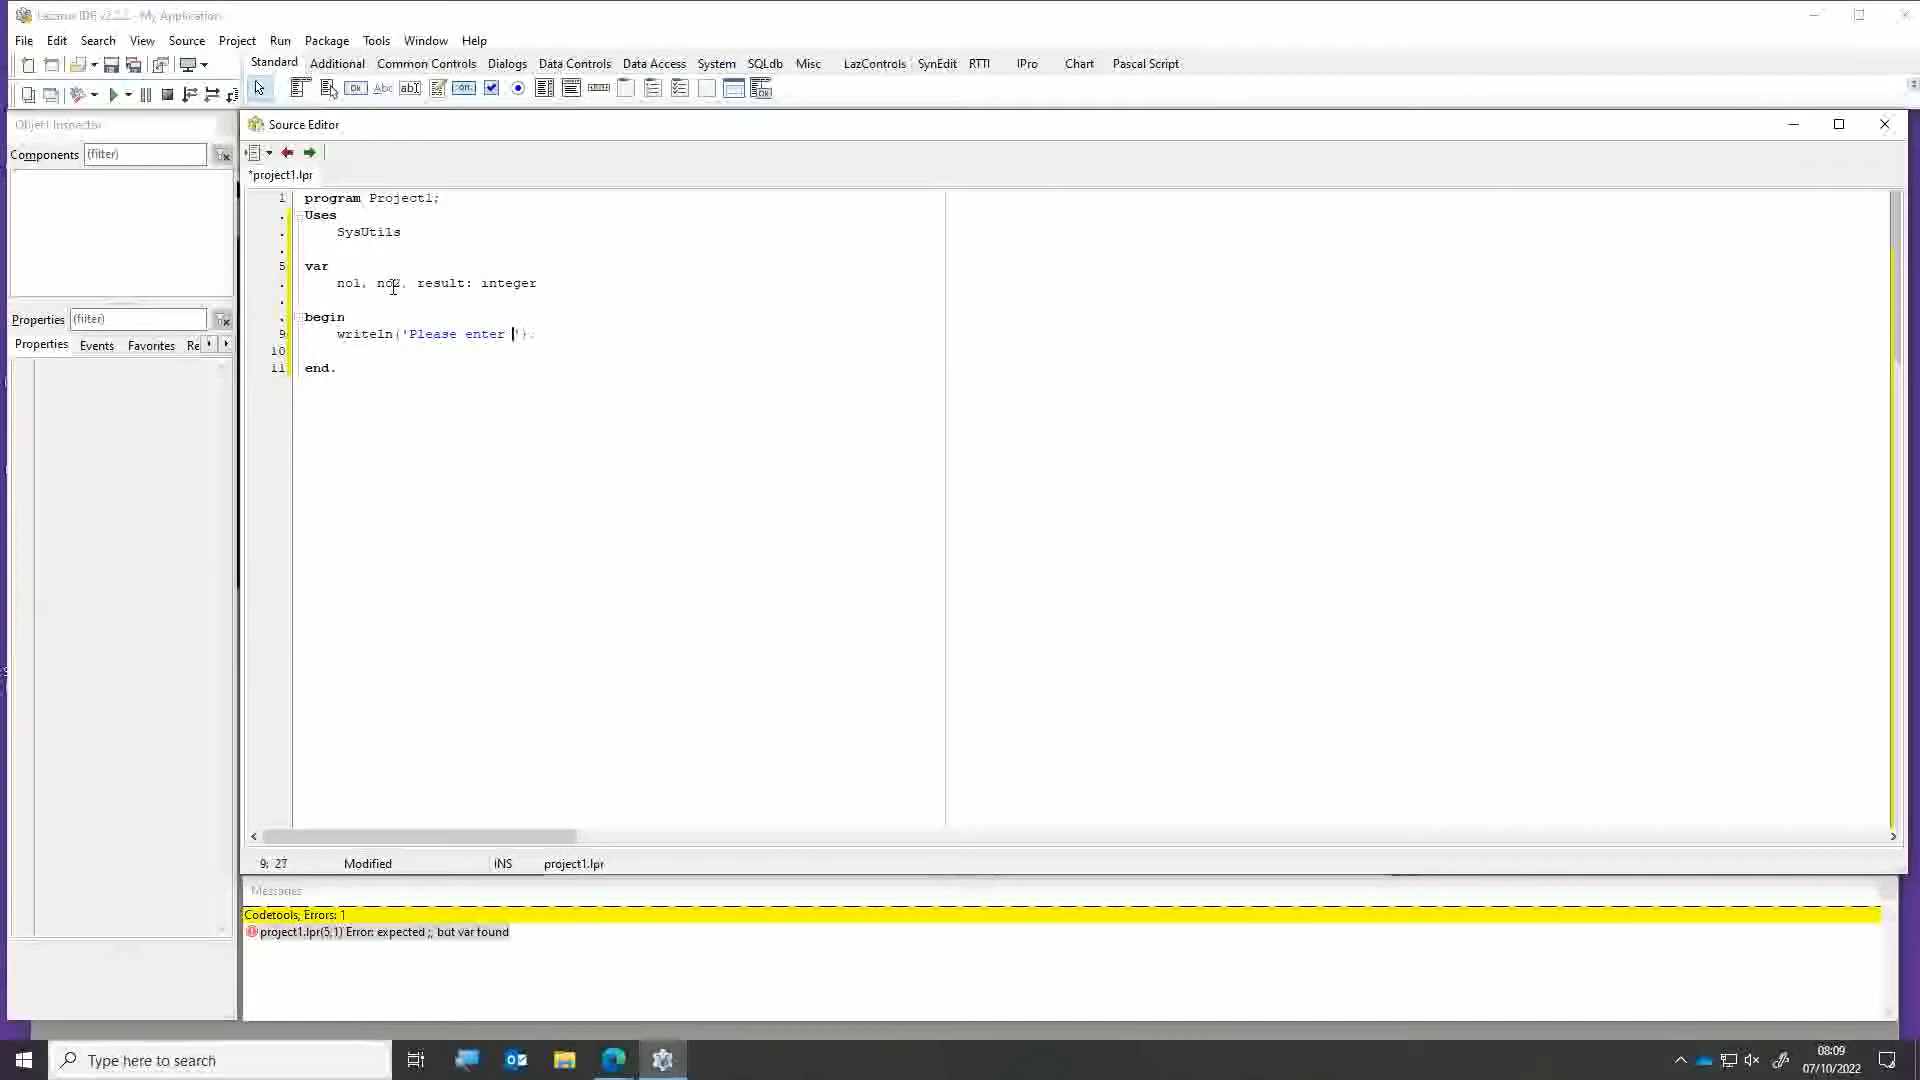 Lazarus IDE - My Application
File Edit Search View Source Project Run Package Tools Window Help
Standard Additional Common Controls Dialogs Data Controls Data Access System SQLdb Misc LazControls SynEdit RTTI IPro Chart Pascal Script
Ok Abc abI
Object Inspector
Source Editor
Components (filter)
*project1.lpr
1 program Project1;
. Uses
. SysUtils
.
5 var
. no1, no2, result: integer
.
. begin
9 writeln('Please enter ');
10
11 end.
Properties (filter)
Properties Events Favorites Re
9: 27 Modified INS project1.lpr
Messages
Codetools, Errors: 1
project1.lpr(5,1) Error: expected ;, but var found
Type here to search
08:09
07/10/2022